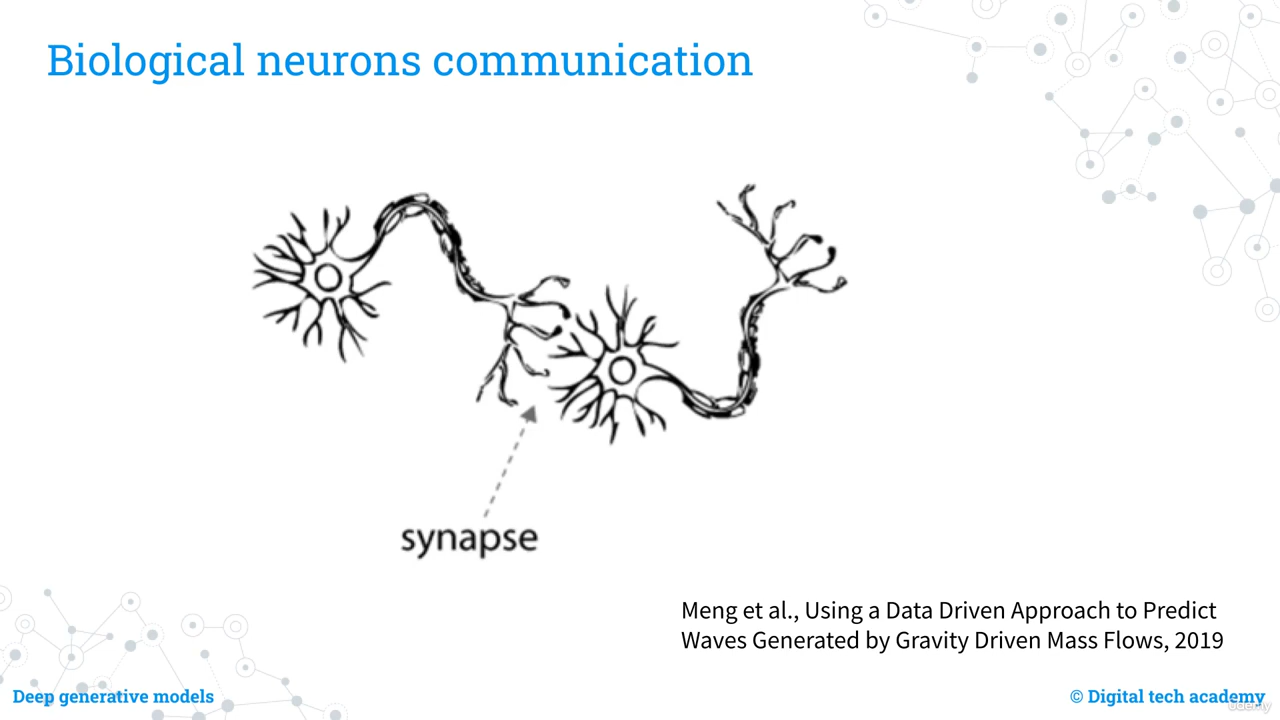 Biological neurons communication
synapse
Meng et al., Using a Data Driven Approach to Predict
Waves Generated by Gravity Driven Mass Flows, 2019
Deep generative models
© Digital tech academy
udemy